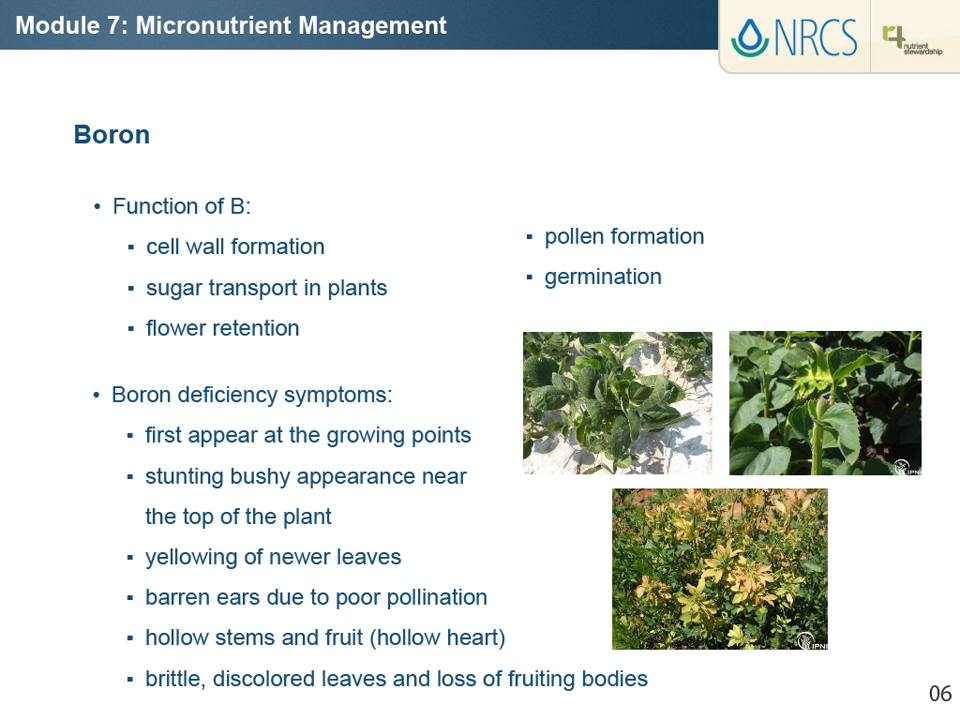 Module 7: Micronutrient Management
NRCS
r4 nutrient
stewardship
Boron
• Function of B:
▪ cell wall formation
▪ sugar transport in plants
▪ flower retention
▪ pollen formation
▪ germination
• Boron deficiency symptoms:
▪ first appear at the growing points
▪ stunting bushy appearance near
the top of the plant
▪ yellowing of newer leaves
▪ barren ears due to poor pollination
▪ hollow stems and fruit (hollow heart)
▪ brittle, discolored leaves and loss of fruiting bodies
IPNI
IPNI
06